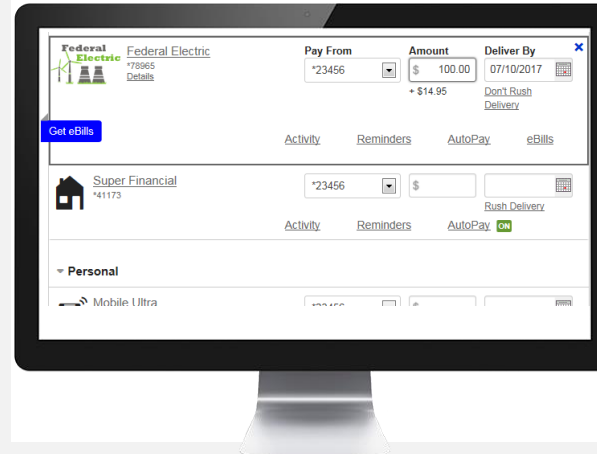 Federal
Electric
Federal Electric
*78965
Details
Pay From
Amount
Deliver By
×
*23456
$ 100.00
07/10/2017
+ $14.95
Don't Rush
Delivery
Get eBills
Activity
Reminders
AutoPay
eBills
Super Financial
*41173
*23456
$
Rush Delivery
Activity
Reminders
AutoPay ON
Personal
Mobile Ultra
*23456
$